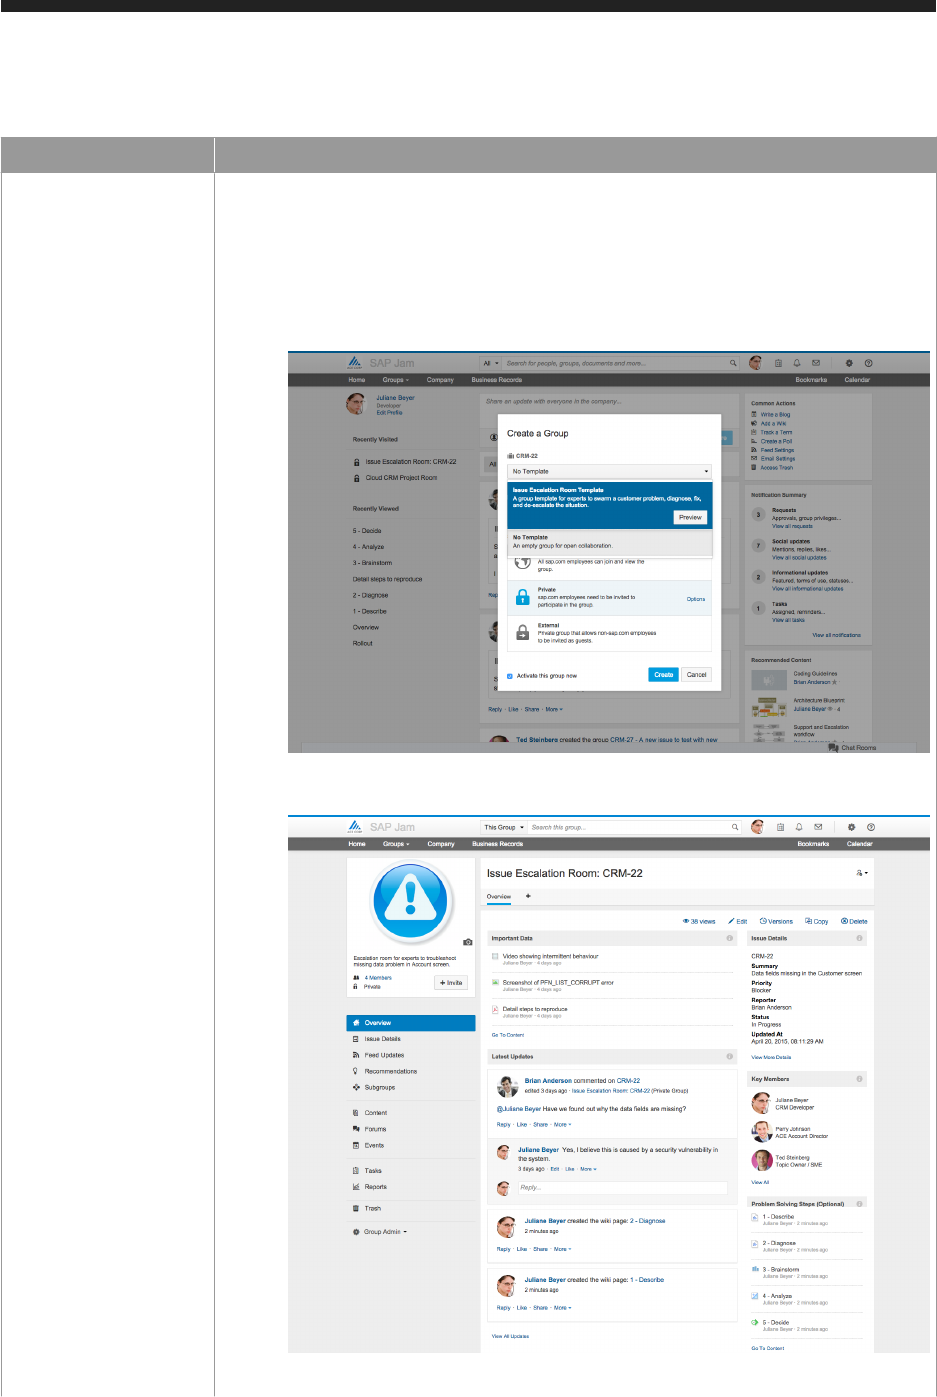 SAP Jam
All
Search for people, groups, documents and more...
Home
Groups
Company
Business Records
Bookmarks
Calendar
Juliane Beyer
Developer
Edit Profile
Recently Visited
Issue Escalation Room: CRM-22
Cloud CRM Project Room
Recently Viewed
5 - Decide
4 - Analyze
3 - Brainstorm
Detail steps to reproduce
2 - Diagnose
1 - Describe
Overview
Rollout
Share an update with everyone in the company...
All
Create a Group
CRM-22
No Template
Issue Escalation Room Template
A group template for experts to swarm a customer problem, diagnose, fix,
and de-escalate the situation.
Preview
No Template
An empty group for open collaboration.
All sap.com employees can join and view the
group.
Private
sap.com employees need to be invited to
participate in the group.
Options
External
Private group that allows non-sap.com employees
to be invited as guests.
Activate this group now
Create
Cancel
Reply
Reply · Like · Share · More
Ted Steinberg created the group CRM-27 - A new issue to test with new
Common Actions
Write a Blog
Add a Wiki
Track a Term
Create a Poll
Feed Settings
Email Settings
Access Trash
Notification Summary
3
Requests
Approvals, group privileges...
View all requests
7
Social updates
Mentions, replies, likes...
View all social updates
2
Informational updates
Featured, terms of use, statuses...
View all informational updates
1
Tasks
Assigned, reminders...
View all tasks
View all notifications
Recommended Content
Coding Guidelines
Brian Anderson
Architecture Blueprint
Juliane Beyer
4
Support and Escalation
workflow
Chat Rooms
SAP Jam
This Group
Search this group...
Home
Groups
Company
Business Records
Bookmarks
Calendar
Escalation room for experts to troubleshoot
missing data problem in Account screen.
4 Members
Private
+ Invite
Overview
Issue Details
Feed Updates
Recommendations
Subgroups
Content
Forums
Events
Tasks
Reports
Trash
Group Admin
Issue Escalation Room: CRM-22
Overview
+
38 views
Edit
Versions
Copy
Delete
Important Data
Video showing intermittent behaviour
Juliane Beyer · 4 days ago
Screenshot of PFN_LIST_CORRUPT error
Juliane Beyer · 4 days ago
Detail steps to reproduce
Juliane Beyer · 4 days ago
Go To Content
Latest Updates
Brian Anderson commented on CRM-22
edited 3 days ago · Issue Escalation Room: CRM-22 (Private Group)
@Juliane Beyer Have we found out why the data fields are missing?
Reply · Like · Share · More
Juliane Beyer Yes, I believe this is caused by a security vulnerability in
the system.
3 days ago · Edit · Like · More
Reply...
Juliane Beyer created the wiki page: 2 - Diagnose
2 minutes ago
Reply · Like · Share · More
Juliane Beyer created the wiki page: 1 - Describe
2 minutes ago
Reply · Like · Share · More
View All Updates
Issue Details
CRM-22
Summary
Data fields missing in the Customer screen
Priority
Blocker
Reporter
Brian Anderson
Status
In Progress
Updated At
April 20, 2015, 08:11:29 AM
View More Details
Key Members
Juliane Beyer
CRM Developer
Perry Johnson
ACE Account Director
Ted Steinberg
Topic Owner / SME
View All
Problem Solving Steps (Optional)
1 - Describe
Juliane Beyer · 2 minutes ago
2 - Diagnose
Juliane Beyer · 2 minutes ago
3 - Brainstorm
Juliane Beyer · 2 minutes ago
4 - Analyze
Juliane Beyer · 2 minutes ago
5 - Decide
Juliane Beyer · 2 minutes ago
Go To Content